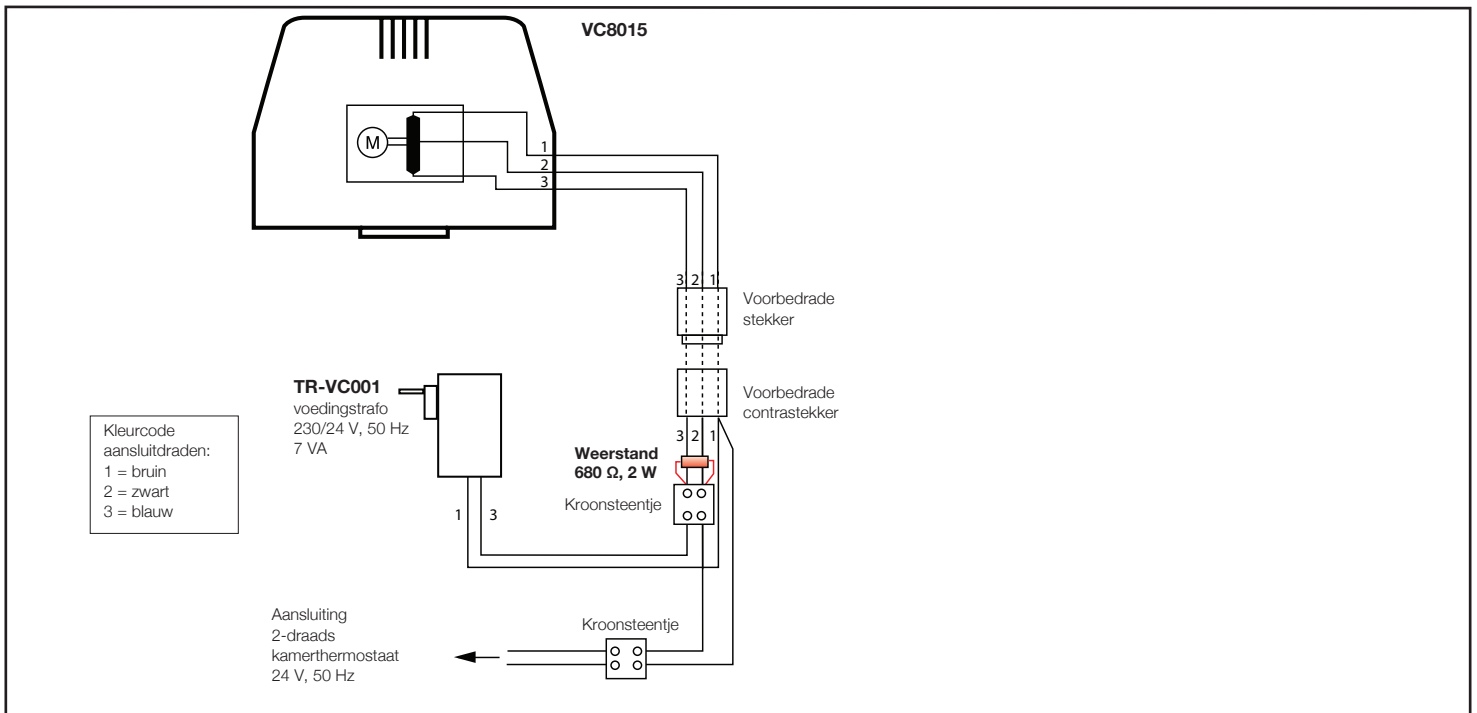 VC8015
M
1
2
3
3 2 1
Voorbedrade
stekker
TR-VC001
voedingstrafo
230/24 V, 50 Hz
7 VA
Voorbedrade
contrastekker
Kleurcode
aansluitdraden:
1 = bruin
2 = zwart
3 = blauw
3 2 1
Weerstand
680 Ω, 2 W
Kroonsteentje
1 3
Aansluiting
2-draads
kamerthermostaat
24 V, 50 Hz
Kroonsteentje